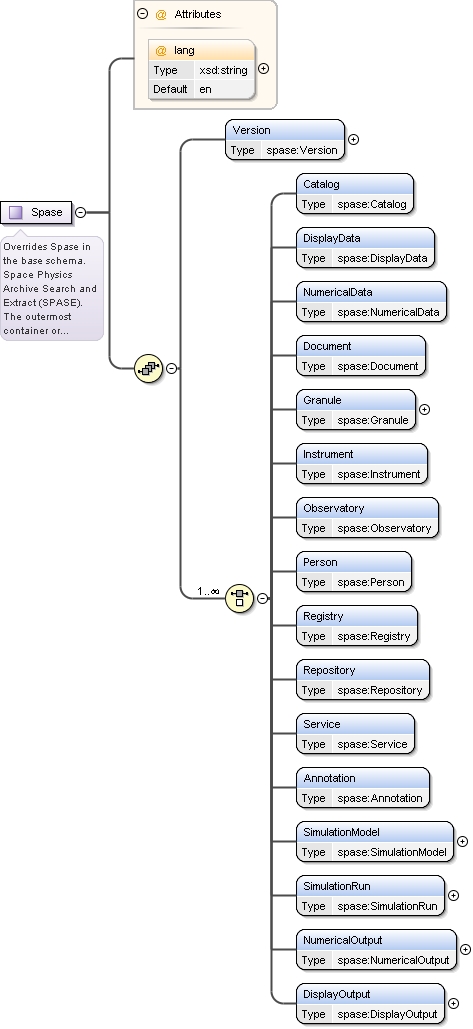 @ Attributes
@ lang
Type xsd:string
Default en
Version
Type spase:Version
Spase
Overrides Spase in
the base schema.
Space Physics
Archive Search and
Extract (SPASE).
The outermost
container or...
1..∞
Catalog
Type spase:Catalog
DisplayData
Type spase:DisplayData
NumericalData
Type spase:NumericalData
Document
Type spase:Document
Granule
Type spase:Granule
Instrument
Type spase:Instrument
Observatory
Type spase:Observatory
Person
Type spase:Person
Registry
Type spase:Registry
Repository
Type spase:Repository
Service
Type spase:Service
Annotation
Type spase:Annotation
SimulationModel
Type spase:SimulationModel
SimulationRun
Type spase:SimulationRun
NumericalOutput
Type spase:NumericalOutput
DisplayOutput
Type spase:DisplayOutput